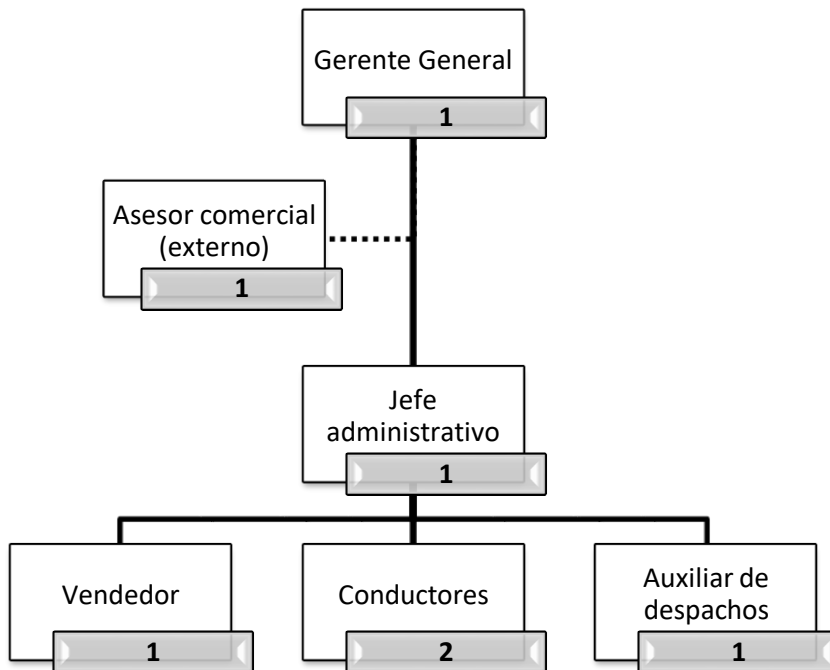 Gerente General
1
Asesor comercial
(externo)
1
Jefe
administrativo
1
Vendedor
1
Conductores
2
Auxiliar de
despachos
1